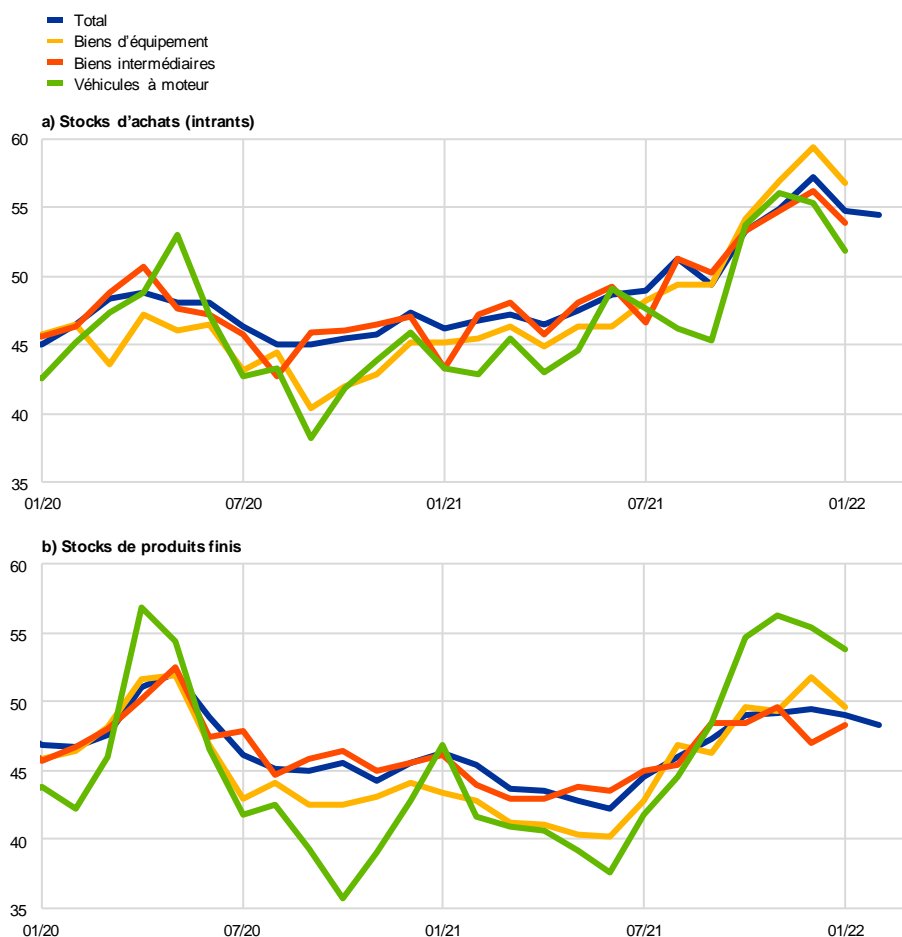 Total
Biens d'équipement
Biens intermédiaires
Véhicules à moteur
a) Stocks d'achats (intrants)
60
55
50
45
40
35
01/20 07/20 01/21 07/21 01/22
b) Stocks de produits finis
60
55
50
45
40
35
01/20 07/20 01/21 07/21 01/22